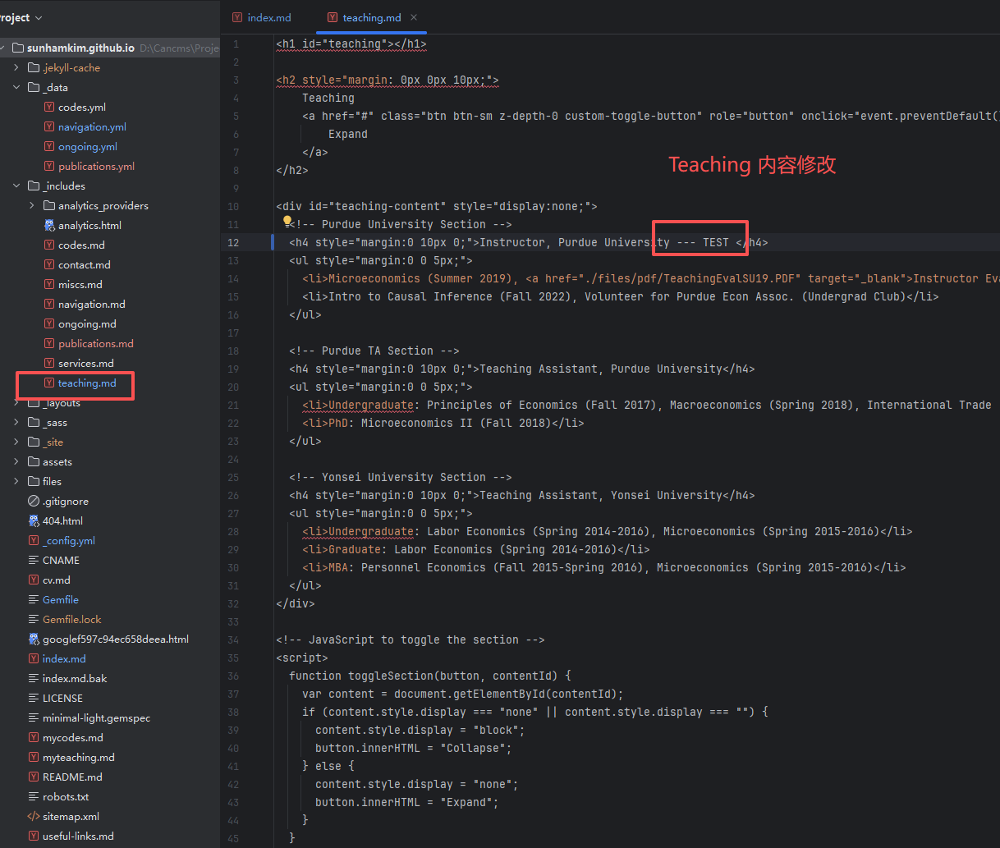 Project
sunhamkim.github.io D:\Cancms\Proje
.jekyll-cache
_data
codes.yml
navigation.yml
ongoing.yml
publications.yml
_includes
analytics_providers
analytics.html
codes.md
contact.md
miscs.md
navigation.md
ongoing.md
publications.md
services.md
teaching.md
_layouts
_sass
_site
assets
files
.gitignore
404.html
_config.yml
CNAME
cv.md
Gemfile
Gemfile.lock
googlef597c94ec658deea.html
index.md
index.md.bak
LICENSE
minimal-light.gemspec
mycodes.md
myteaching.md
README.md
robots.txt
sitemap.xml
useful-links.md
index.md
teaching.md
1 <h1 id="teaching"></h1>
2
3 <h2 style="margin: 0px 0px 10px;">
4 Teaching
5 <a href="#" class="btn btn-sm z-depth-0 custom-toggle-button" role="button" onclick="event.preventDefault()
6 Expand
7 </a>
8 </h2>
Teaching 内容修改
9
10 <div id="teaching-content" style="display:none;">
11 <!-- Purdue University Section -->
12 <h4 style="margin:0 10px 0;">Instructor, Purdue University --- TEST </h4>
13 <ul style="margin:0 0 5px;">
14 <li>Microeconomics (Summer 2019), <a href="./files/pdf/TeachingEvalSU19.PDF" target="_blank">Instructor Eva
15 <li>Intro to Causal Inference (Fall 2022), Volunteer for Purdue Econ Assoc. (Undergrad Club)</li>
16 </ul>
17
18 <!-- Purdue TA Section -->
19 <h4 style="margin:0 10px 0;">Teaching Assistant, Purdue University</h4>
20 <ul style="margin:0 0 5px;">
21 <li>Undergraduate: Principles of Economics (Fall 2017), Macroeconomics (Spring 2018), International Trade
22 <li>PhD: Microeconomics II (Fall 2018)</li>
23 </ul>
24
25 <!-- Yonsei University Section -->
26 <h4 style="margin:0 10px 0;">Teaching Assistant, Yonsei University</h4>
27 <ul style="margin:0 0 5px;">
28 <li>Undergraduate: Labor Economics (Spring 2014-2016), Microeconomics (Spring 2015-2016)</li>
29 <li>Graduate: Labor Economics (Spring 2014-2016)</li>
30 <li>MBA: Personnel Economics (Fall 2015-Spring 2016), Microeconomics (Spring 2015-2016)</li>
31 </ul>
32 </div>
33
34 <!-- JavaScript to toggle the section -->
35 <script>
36 function toggleSection(button, contentId) {
37 var content = document.getElementById(contentId);
38 if (content.style.display === "none" || content.style.display === "") {
39 content.style.display = "block";
40 button.innerHTML = "Collapse";
41 } else {
42 content.style.display = "none";
43 button.innerHTML = "Expand";
44 }
45 }